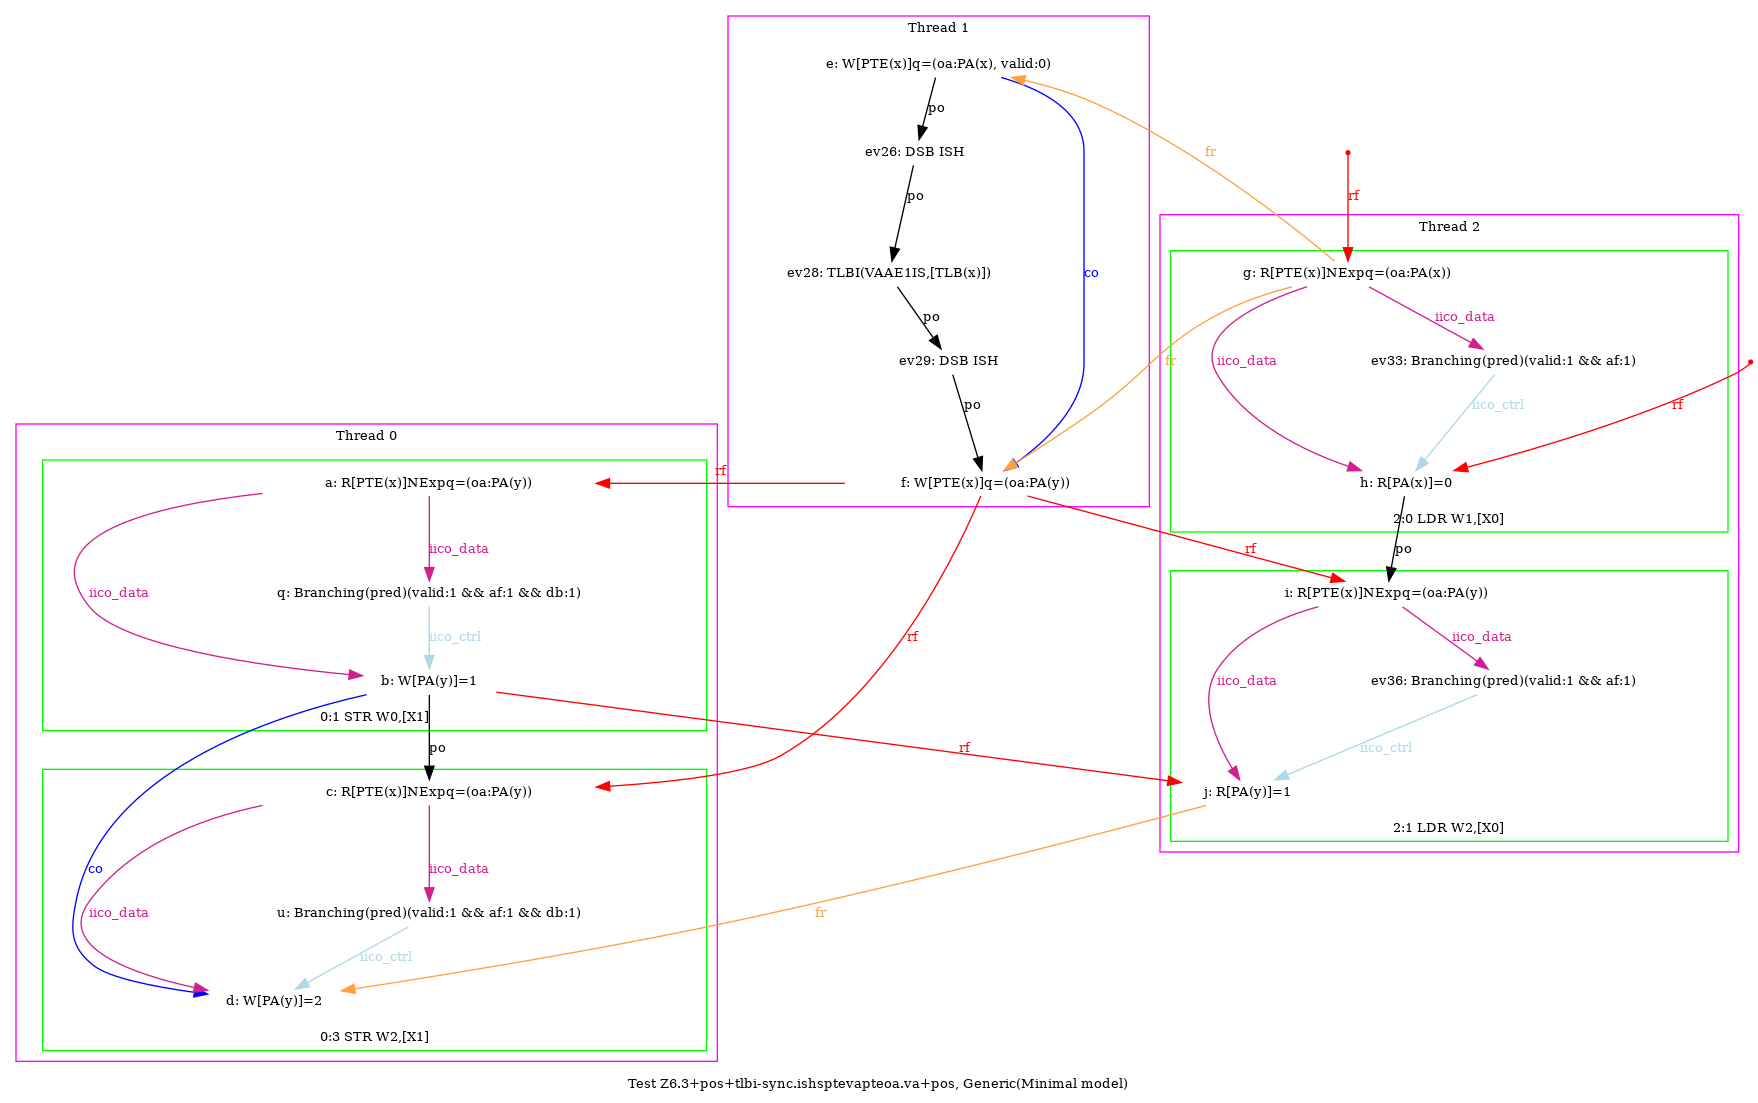 Thread 1
e: W[PTE(x)]q=(oa:PA(x), valid:0)
po
ev26: DSB ISH
fr
rf
po
Thread 2
ev28: TLBI(VAAE1IS,[TLB(x)])
co
g: R[PTE(x)]NExpq=(oa:PA(x))
po
iico_data
ev29: DSB ISH
fr
iico_data
ev33: Branching(pred)(valid:1 && af:1)
po
iico_ctrl
rf
Thread 0
rf
a: R[PTE(x)]NExpq=(oa:PA(y))
f: W[PTE(x)]q=(oa:PA(y))
h: R[PA(x)]=0
2:0 LDR W1,[X0]
iico_data
rf
po
iico_data
q: Branching(pred)(valid:1 && af:1 && db:1)
i: R[PTE(x)]NExpq=(oa:PA(y))
iico_ctrl
rf
iico_data
b: W[PA(y)]=1
iico_data
ev36: Branching(pred)(valid:1 && af:1)
0:1 STR W0,[X1]
po
rf
iico_ctrl
c: R[PTE(x)]NExpq=(oa:PA(y))
j: R[PA(y)]=1
2:1 LDR W2,[X0]
co
iico_data
iico_data
u: Branching(pred)(valid:1 && af:1 && db:1)
fr
iico_ctrl
d: W[PA(y)]=2
0:3 STR W2,[X1]
Test Z6.3+pos+tlbi-sync.ishsptevapteoa.va+pos, Generic(Minimal model)